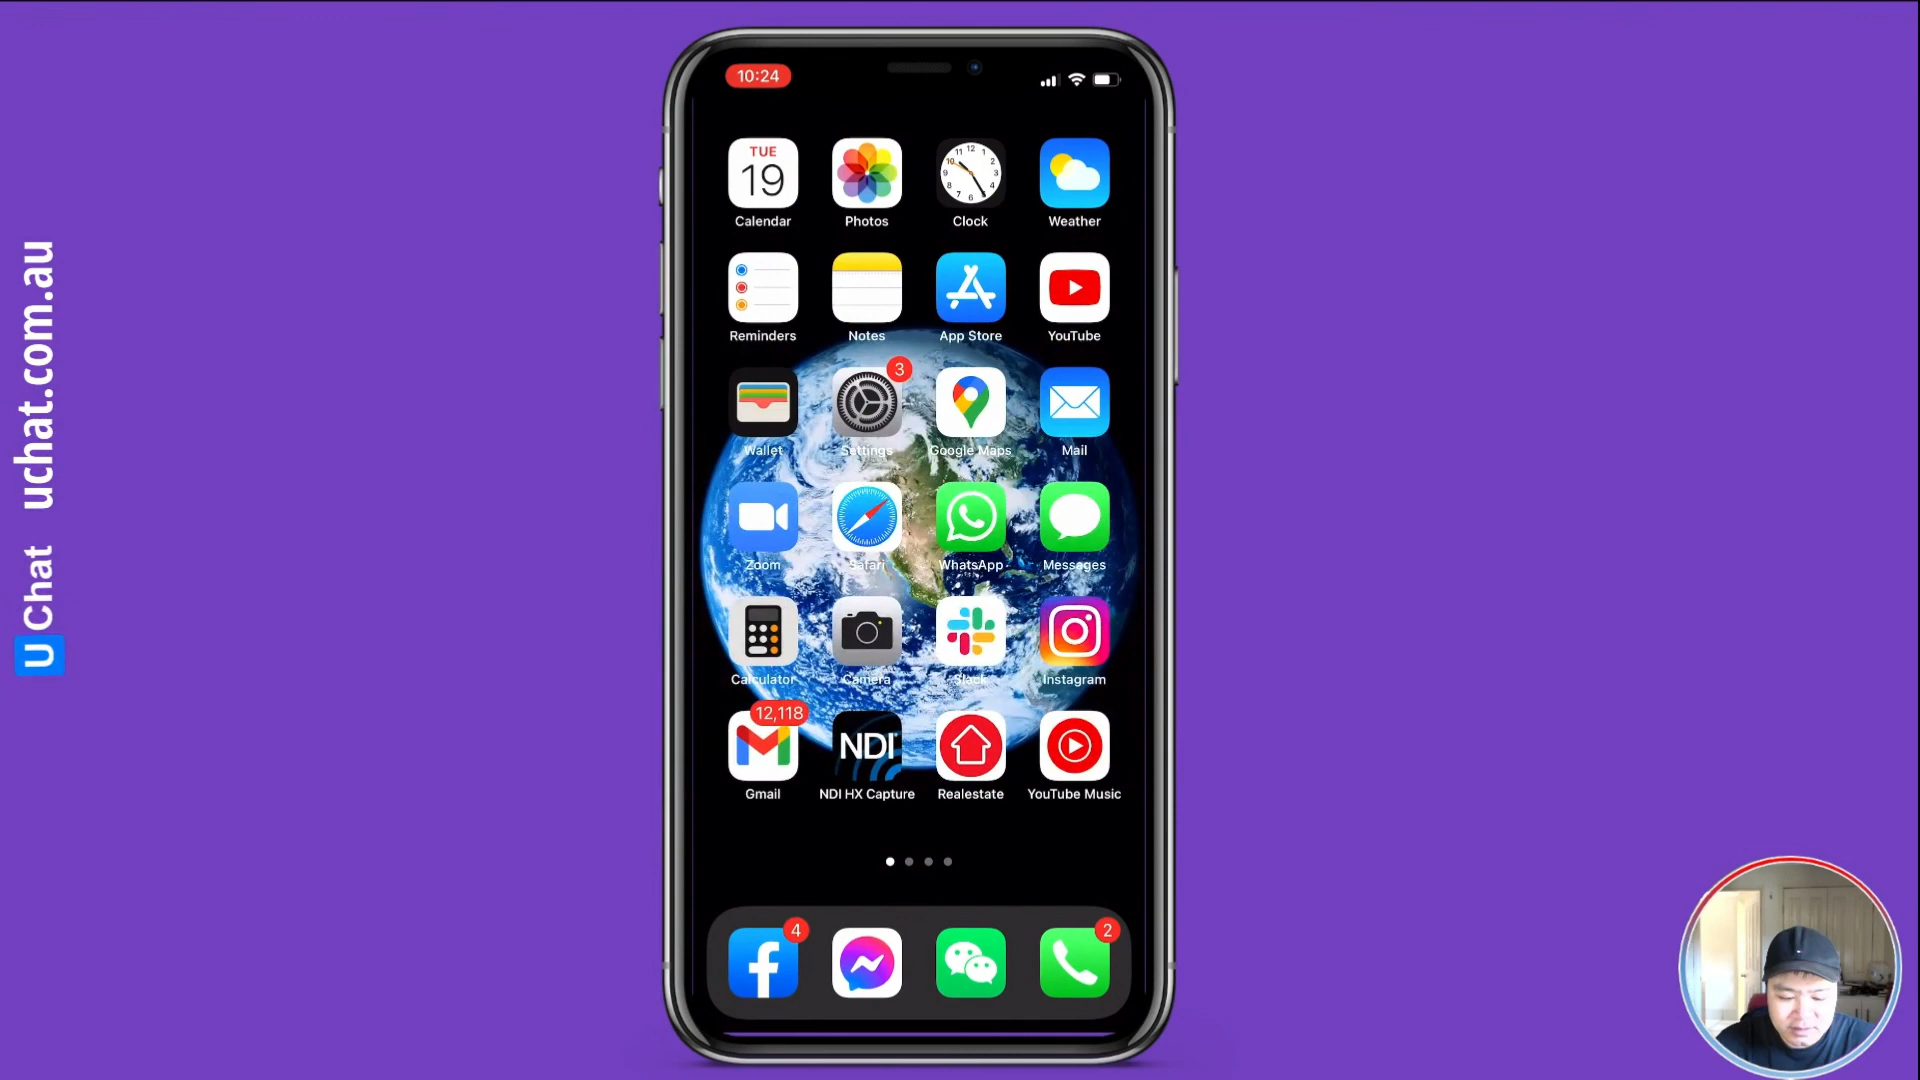 10:24
TUE
19
Calendar
Photos
Clock
Weather
Reminders
Notes
App Store
YouTube
3
Wallet
Settings
Google Maps
Mail
Zoom
Safari
WhatsApp
Messages
Calculator
Camera
Slack
Instagram
12,118
NDI
Gmail
NDI HX Capture
Realestate
YouTube Music
4
2
U Chat uchat.com.au